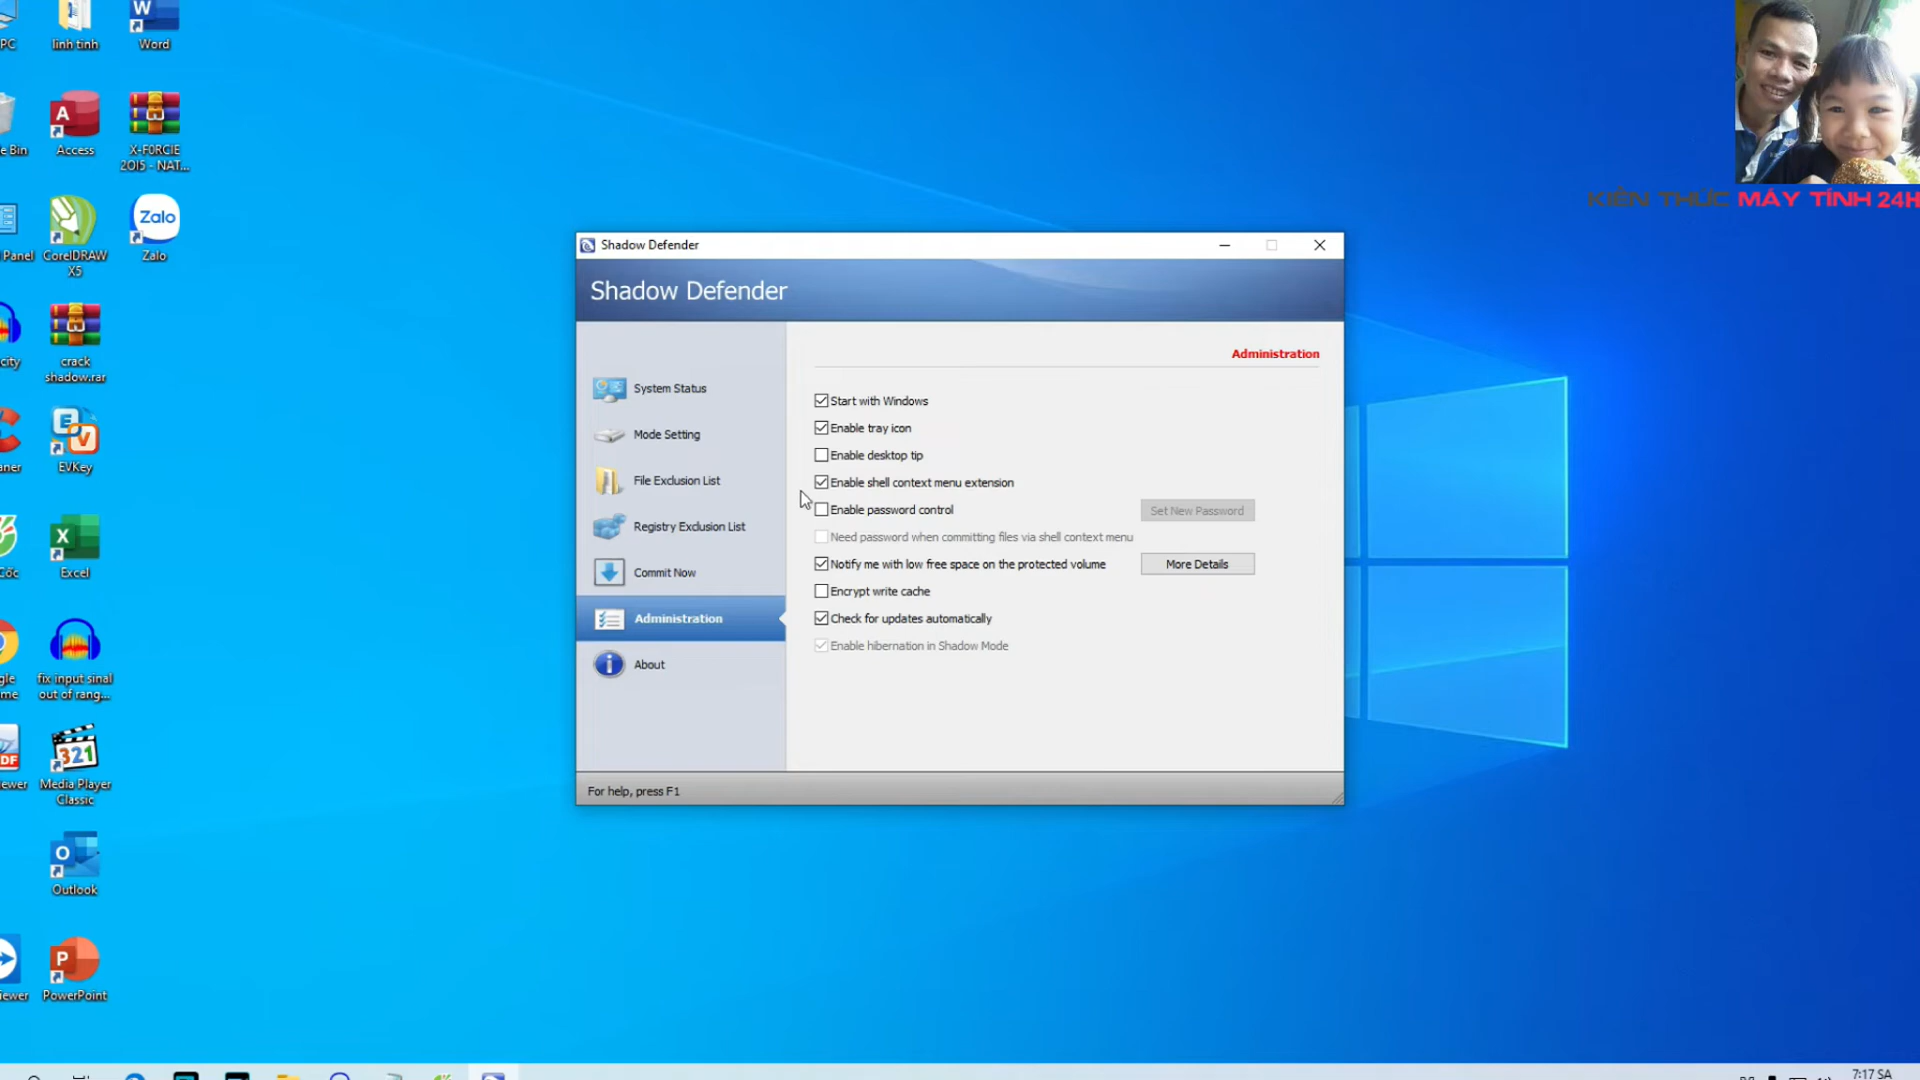 PC
linh tinh
Word
e Bin
Access
X-F0RCIE
2OI5 - NAT...
Panel
CorelDRAW
X5
Zalo
Zalo
city
crack
shadow.rar
aner
EVKey
Cốc
Excel
gle
me
fix input sinal
out of rang...
ewer
321
Media Player
Classic
Outlook
iewer
PowerPoint
KIẾN THỨC MÁY TÍNH 24H
Shadow Defender
Shadow Defender
System Status
Mode Setting
File Exclusion List
Registry Exclusion List
Commit Now
Administration
About
Administration
Start with Windows
Enable tray icon
Enable desktop tip
Enable shell context menu extension
Enable password control
Set New Password
Need password when committing files via shell context menu
Notify me with low free space on the protected volume
More Details
Encrypt write cache
Check for updates automatically
Enable hibernation in Shadow Mode
For help, press F1
7:17 SA